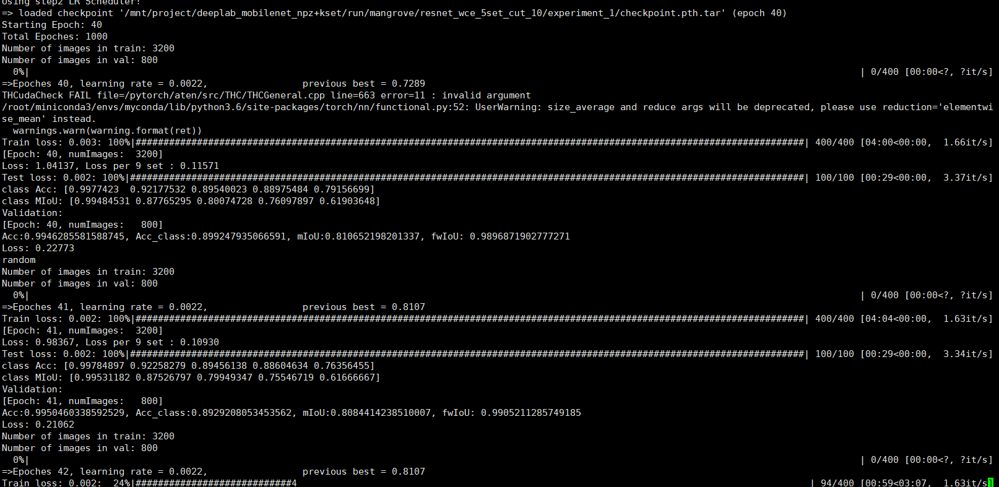 Using step2 LR Scheduler!
=> loaded checkpoint '/mnt/project/deeplab_mobilenet_npz+kset/run/mangrove/resnet_wce_5set_cut_10/experiment_1/checkpoint.pth.tar' (epoch 40)
Starting Epoch: 40
Total Epoches: 1000
Number of images in train: 3200
Number of images in val: 800
  0%|                                                                                                                        | 0/400 [00:00<?, ?it/s]
=>Epoches 40, learning rate = 0.0022,                 previous best = 0.7289
THCudaCheck FAIL file=/pytorch/aten/src/THC/THCGeneral.cpp line=663 error=11 : invalid argument
/root/miniconda3/envs/myconda/lib/python3.6/site-packages/torch/nn/functional.py:52: UserWarning: size_average and reduce args will be deprecated, please use reduction='elementwi
se_mean' instead.
  warnings.warn(warning.format(ret))
Train loss: 0.003: 100%|########################################################################################################################| 400/400 [04:00<00:00,  1.66it/s]
[Epoch: 40, numImages:  3200]
Loss: 1.04137, Loss per 9 set : 0.11571
Test loss: 0.002: 100%|#########################################################################################################################| 100/100 [00:29<00:00,  3.37it/s]
class Acc: [0.9977423  0.92177532 0.89540023 0.88975484 0.79156699]
class MIoU: [0.99484531 0.87765295 0.80074728 0.76097897 0.61903648]
Validation:
[Epoch: 40, numImages:   800]
Acc:0.9946285581588745, Acc_class:0.899247935066591, mIoU:0.810652198201337, fwIoU: 0.9896871902777271
Loss: 0.22773
random
Number of images in train: 3200
Number of images in val: 800
  0%|                                                                                                                        | 0/400 [00:00<?, ?it/s]
=>Epoches 41, learning rate = 0.0022,                 previous best = 0.8107
Train loss: 0.002: 100%|########################################################################################################################| 400/400 [04:04<00:00,  1.63it/s]
[Epoch: 41, numImages:  3200]
Loss: 0.98367, Loss per 9 set : 0.10930
Test loss: 0.002: 100%|#########################################################################################################################| 100/100 [00:29<00:00,  3.34it/s]
class Acc: [0.99784897 0.92258279 0.89456138 0.88604634 0.76356455]
class MIoU: [0.99531182 0.87526797 0.79949347 0.75546719 0.61666667]
Validation:
[Epoch: 41, numImages:   800]
Acc:0.9950460338592529, Acc_class:0.8929208053453562, mIoU:0.8084414238510007, fwIoU: 0.9905211285749185
Loss: 0.21062
Number of images in train: 3200
Number of images in val: 800
  0%|                                                                                                                        | 0/400 [00:00<?, ?it/s]
=>Epoches 42, learning rate = 0.0022,                 previous best = 0.8107
Train loss: 0.002:  24%|############################4                                                                                           | 94/400 [00:59<03:07,  1.63it/s]